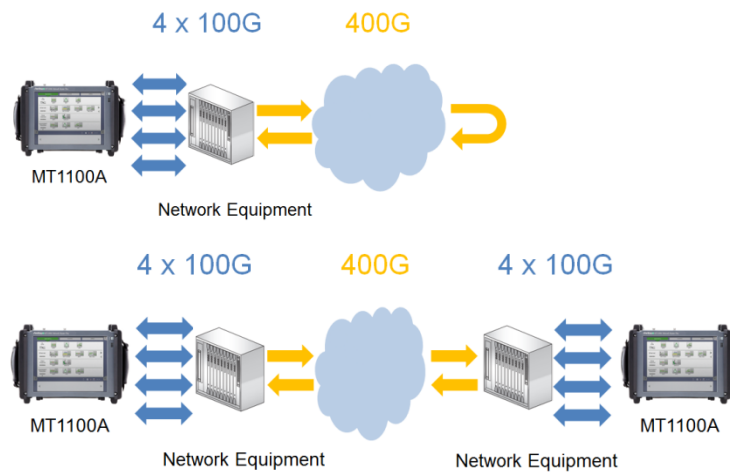 4 x 100G 400G
MT1100A
Network Equipment
4 x 100G 400G 4 x 100G
MT1100A MT1100A
Network Equipment Network Equipment